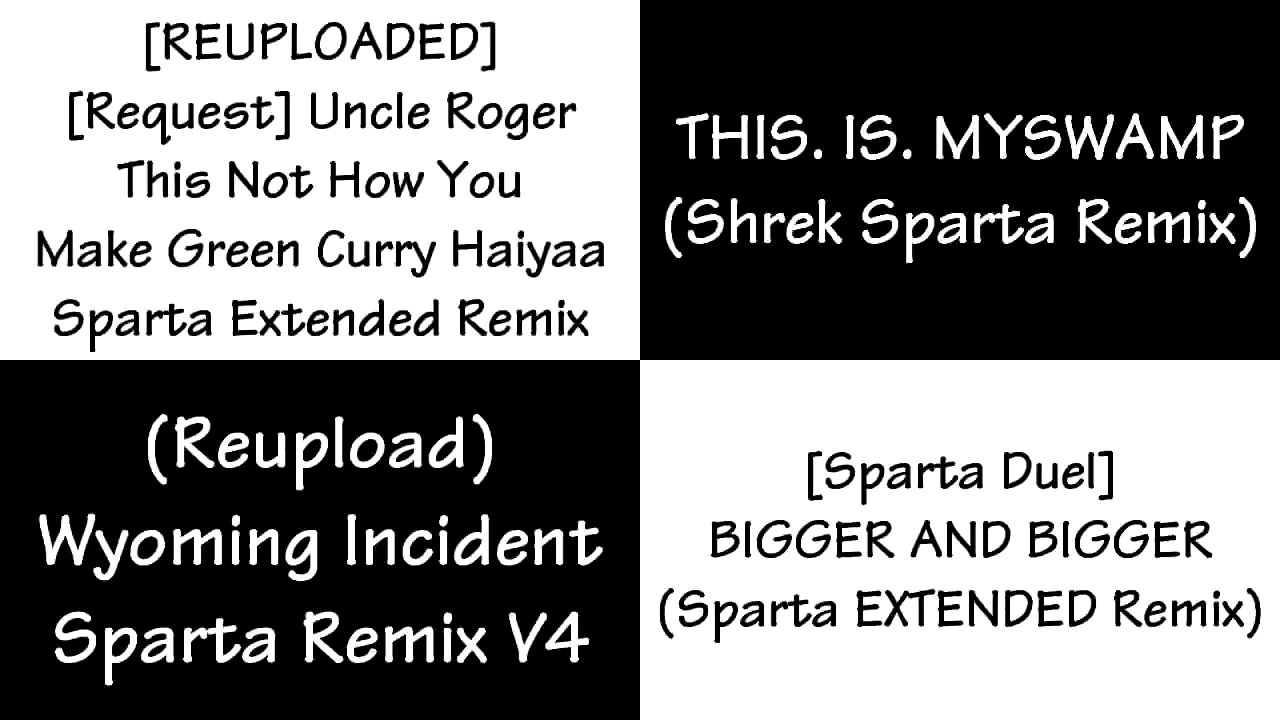 [REUPLOADED]
[Request] Uncle Roger
This Not How You
Make Green Curry Haiyaa
Sparta Extended Remix
THIS. IS. MYSWAMP
(Shrek Sparta Remix)
(Reupload)
Wyoming Incident
Sparta Remix V4
[Sparta Duel]
BIGGER AND BIGGER
(Sparta EXTENDED Remix)